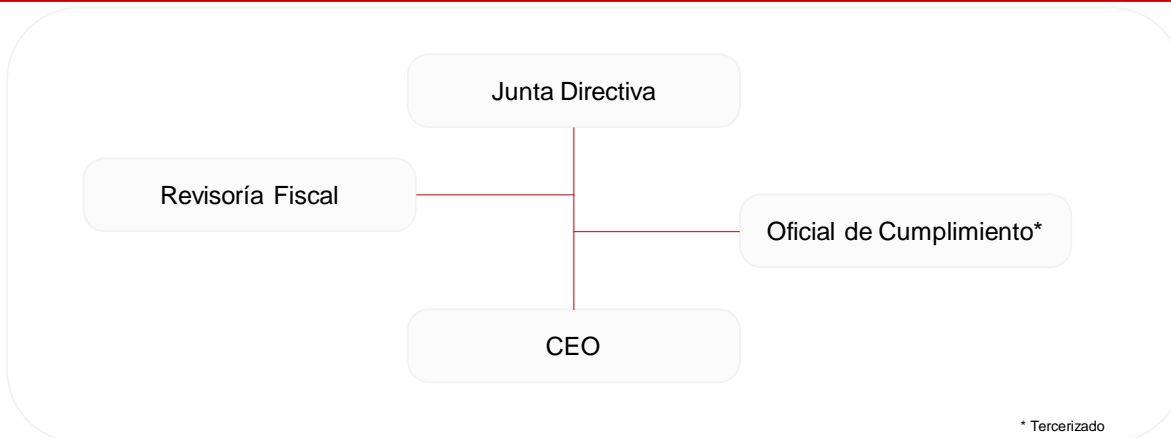 Junta Directiva
Revisoría Fiscal
Oficial de Cumplimiento*
CEO
* Tercerizado